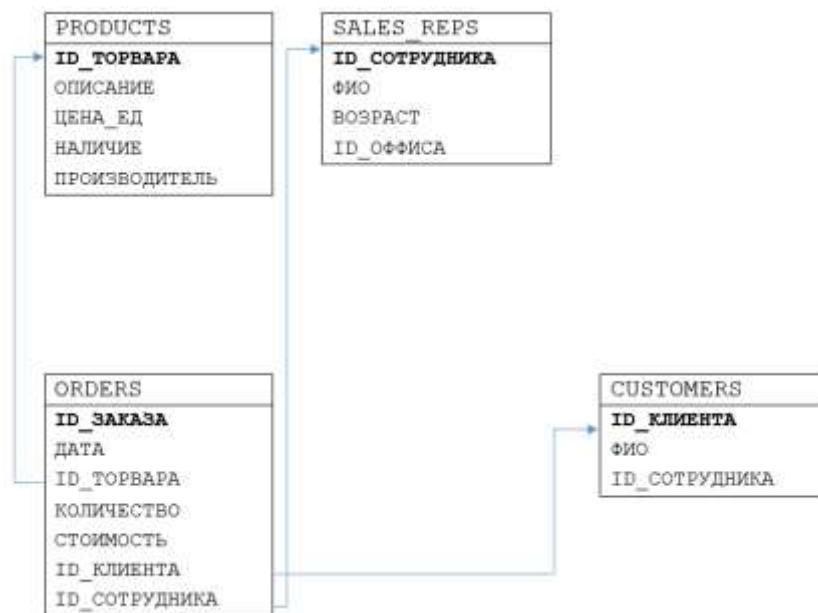 PRODUCTS
ID_ТОРВАРА
ОПИСАНИЕ
ЦЕНА_ЕД
НАЛИЧИЕ
ПРОИЗВОДИТЕЛЬ
SALES_REPS
ID_СОТРУДНИКА
ФИО
ВОЗРАСТ
ID_ОФФИСА
ORDERS
ID_ЗАКАЗА
ДАТА
ID_ТОРВАРА
КОЛИЧЕСТВО
СТОИМОСТЬ
ID_КЛИЕНТА
ID_СОТРУДНИКА
CUSTOMERS
ID_КЛИЕНТА
ФИО
ID_СОТРУДНИКА